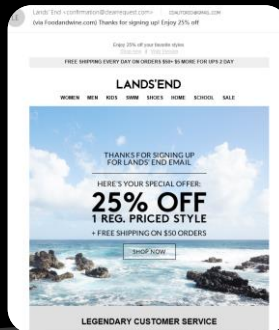 Lands' End <confirmation@clearrequest.com>
(via Foodandwine.com) Thanks for signing up! Enjoy 25% off
Enjoy 25% off your favorite styles
FREE SHIPPING EVERY DAY ON ORDERS $50+ $5 MORE FOR UPS 2 DAY
LANDS'END
WOMEN MEN KIDS SWIM SHOES HOME SCHOOL SALE
THANKS FOR SIGNING UP
FOR LANDS' END EMAIL
HERE'S YOUR SPECIAL OFFER:
25% OFF
1 REG. PRICED STYLE
+ FREE SHIPPING ON $50 ORDERS
SHOP NOW
LEGENDARY CUSTOMER SERVICE